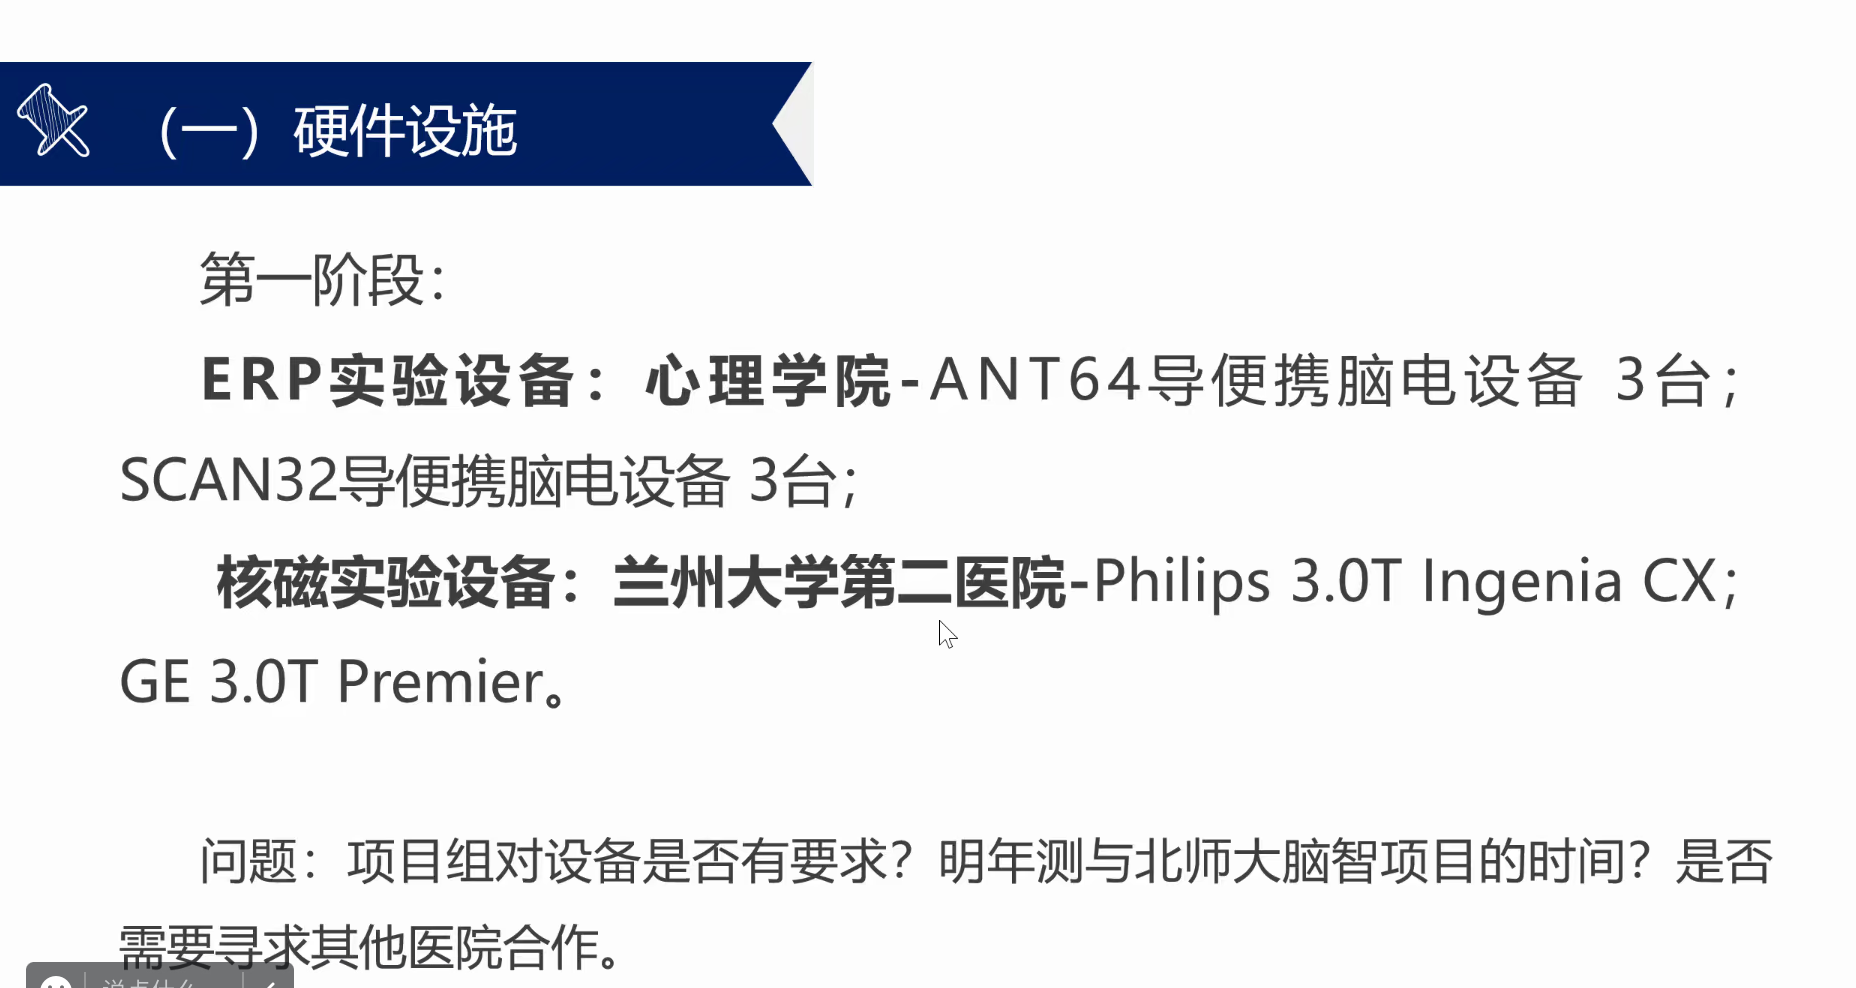 （一）硬件设施
第一阶段：
ERP实验设备：心理学院-ANT64导便携脑电设备 3台；
SCAN32导便携脑电设备 3台；
核磁实验设备：兰州大学第二医院-Philips 3.0T Ingenia CX；
GE 3.0T Premier。
问题：项目组对设备是否有要求？明年测与北师大脑智项目的时间？是否
需要寻求其他医院合作。